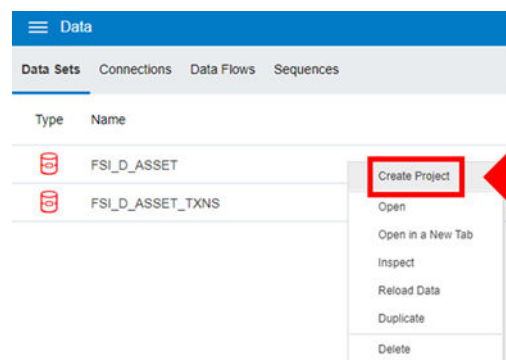 Data
Data Sets Connections Data Flows Sequences
Type Name
FSI_D_ASSET
FSI_D_ASSET_TXNS
Create Project
Open
Open in a New Tab
Inspect
Reload Data
Duplicate
Delete